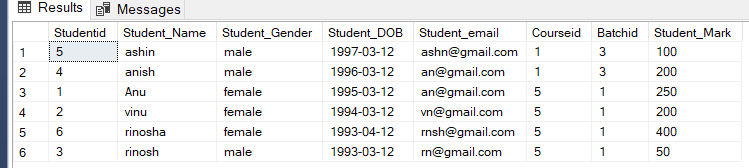 Results Messages
Studentid Student_Name Student_Gender Student_DOB Student_email Courseid Batchid Student_Mark
1 5 ashin male 1997-03-12 ashn@gmail.com 1 3 100
2 4 anish male 1996-03-12 an@gmail.com 1 3 200
3 1 Anu female 1995-03-12 an@gmail.com 5 1 250
4 2 vinu female 1994-03-12 vn@gmail.com 5 1 200
5 6 rinosha female 1993-04-12 rnsh@gmail.com 5 1 400
6 3 rinosh male 1993-03-12 rn@gmail.com 5 1 50